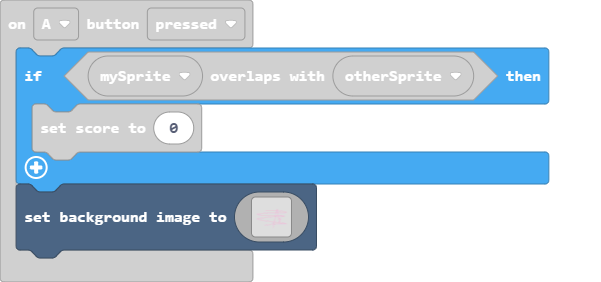 on A button pressed
if mySprite overlaps with otherSprite then
set score to 0
set background image to